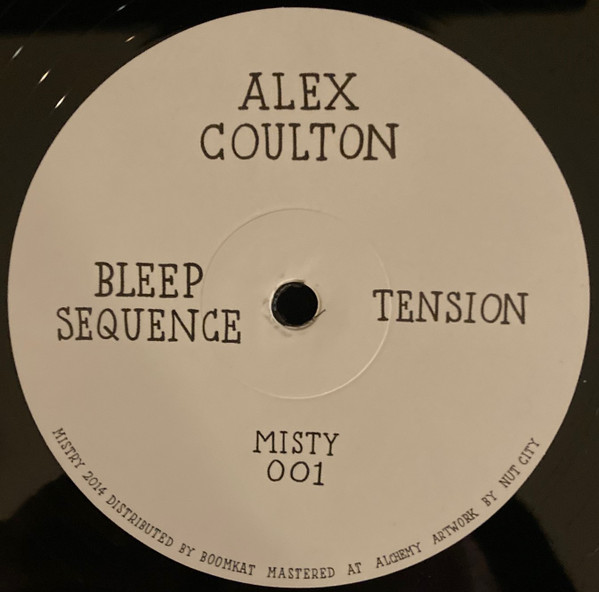 ALEX
COULTON
BLEEP
SEQUENCE
TENSION
MISTY
001
MISTRY 2014 DISTRIBUTED BY BOOMKAT MASTERED AT ALCHEMY ARTWORK BY NUT CITY